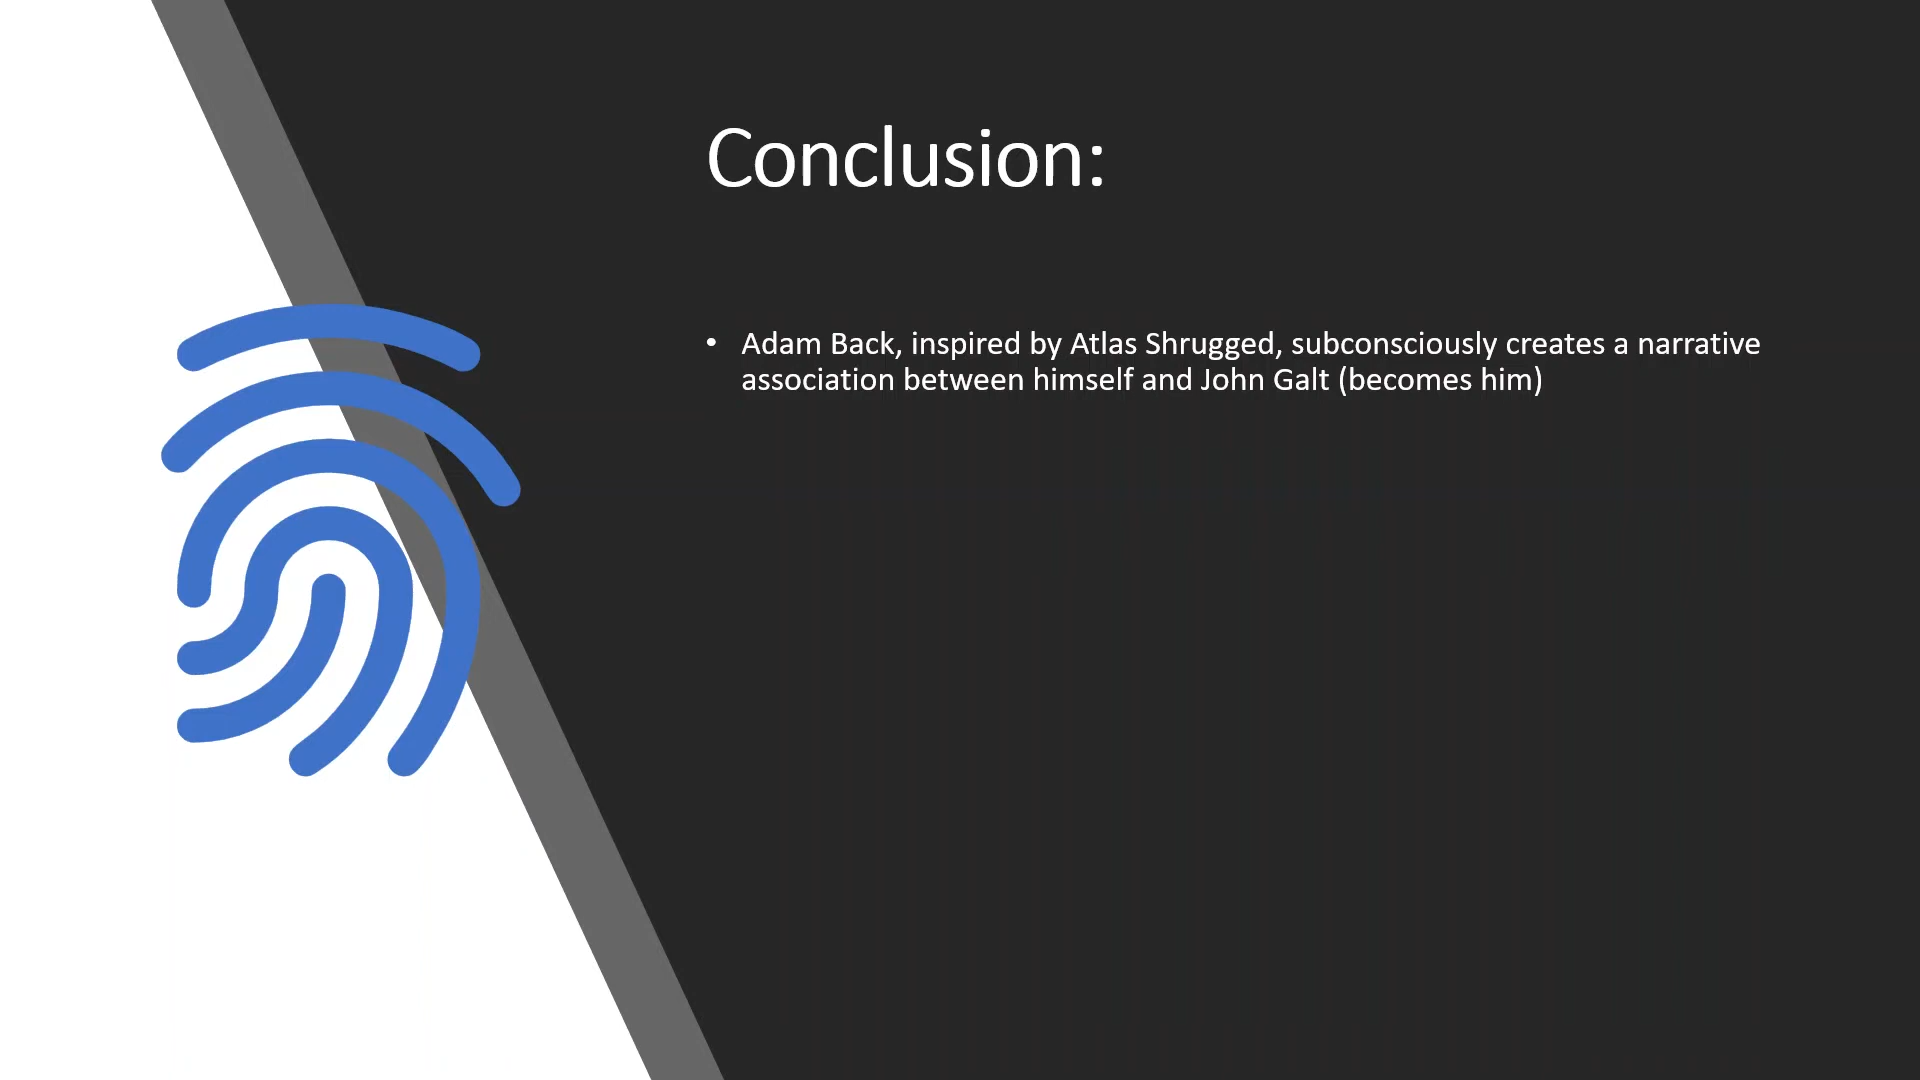 Conclusion:
• Adam Back, inspired by Atlas Shrugged, subconsciously creates a narrative
association between himself and John Galt (becomes him)